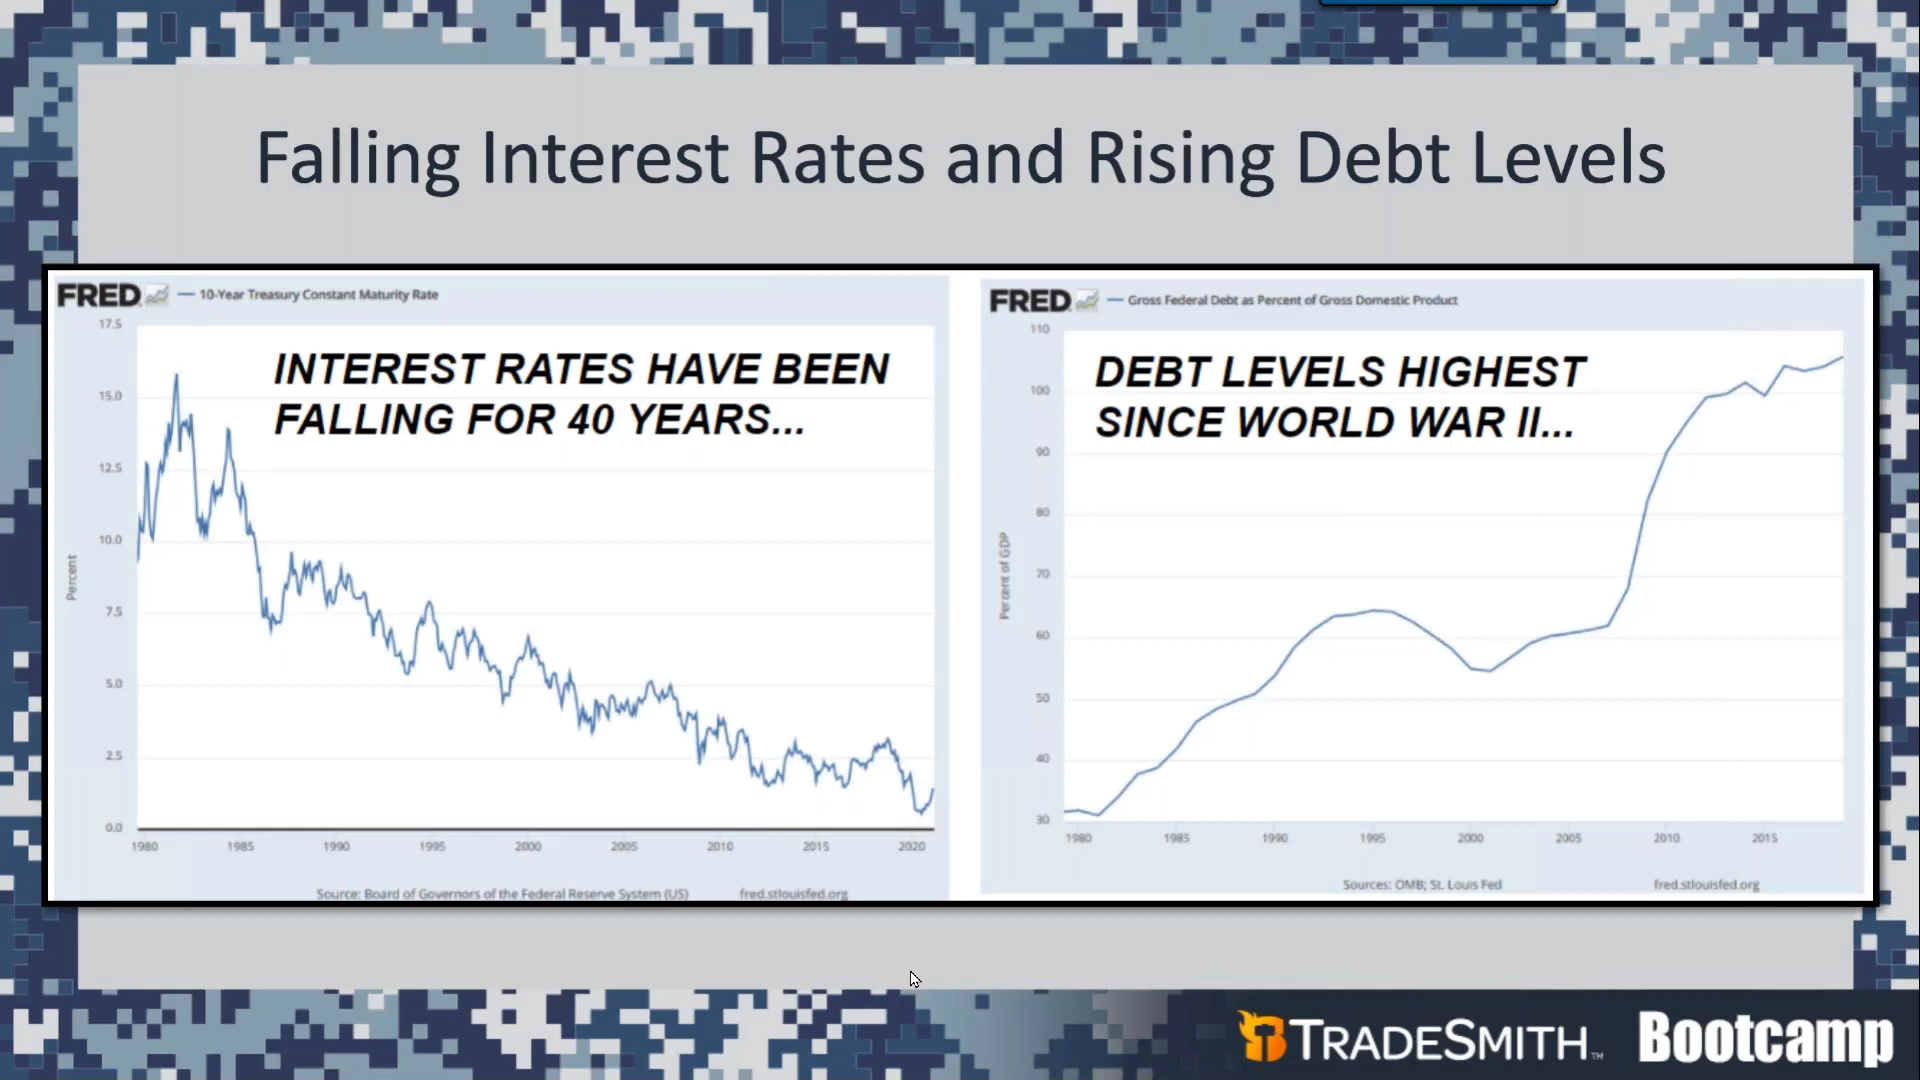 Falling Interest Rates and Rising Debt Levels
FRED
10-Year Treasury Constant Maturity Rate
INTEREST RATES HAVE BEEN
FALLING FOR 40 YEARS...
Percent
17.5
15.0
12.5
10.0
7.5
5.0
2.5
0.0
1980 1985 1990 1995 2000 2005 2010 2015 2020
Source: Board of Governors of the Federal Reserve System (US) fred.stlouisfed.org
FRED
Gross Federal Debt as Percent of Gross Domestic Product
DEBT LEVELS HIGHEST
SINCE WORLD WAR II...
Percent of GDP
110
100
90
80
70
60
50
40
30
1980 1985 1990 1995 2000 2005 2010 2015
Sources: OMB; St. Louis Fed fred.stlouisfed.org
TRADESMITH™ Bootcamp